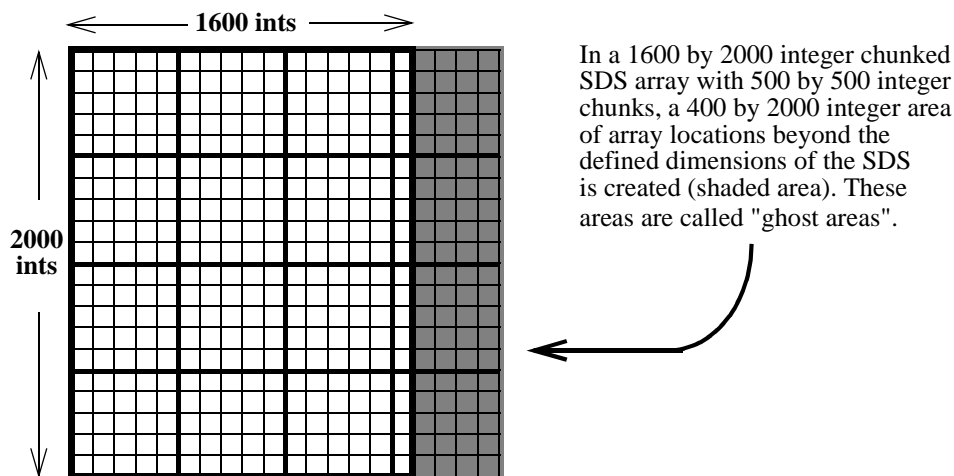 1600 ints
2000
ints
In a 1600 by 2000 integer chunked
SDS array with 500 by 500 integer
chunks, a 400 by 2000 integer area
of array locations beyond the
defined dimensions of the SDS
is created (shaded area). These
areas are called "ghost areas".